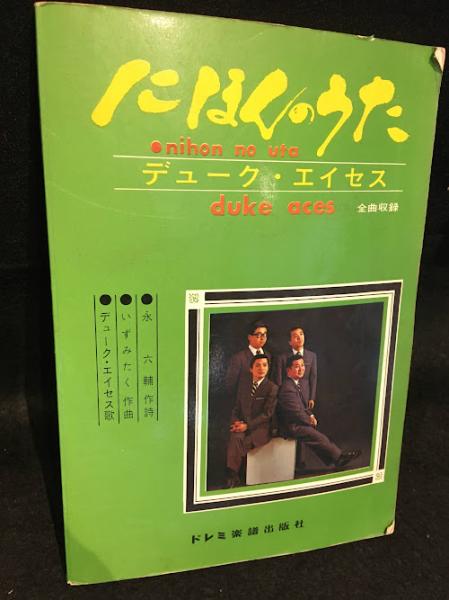 にほんのうた
●nihon no uta
デューク・エイセス
duke aces 全曲収録
●永六輔作詩
●いずみたく作曲
●デューク・エイセス歌
ドレミ楽譜出版社